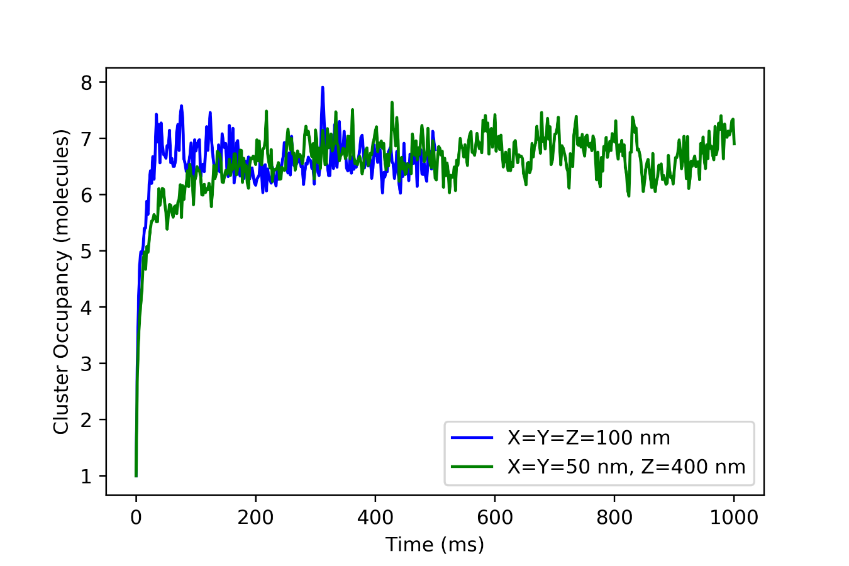 8
7
6
5
4
3
2
1
Cluster Occupancy (molecules)
X=Y=Z=100 nm
X=Y=50 nm, Z=400 nm
0 200 400 600 800 1000
Time (ms)